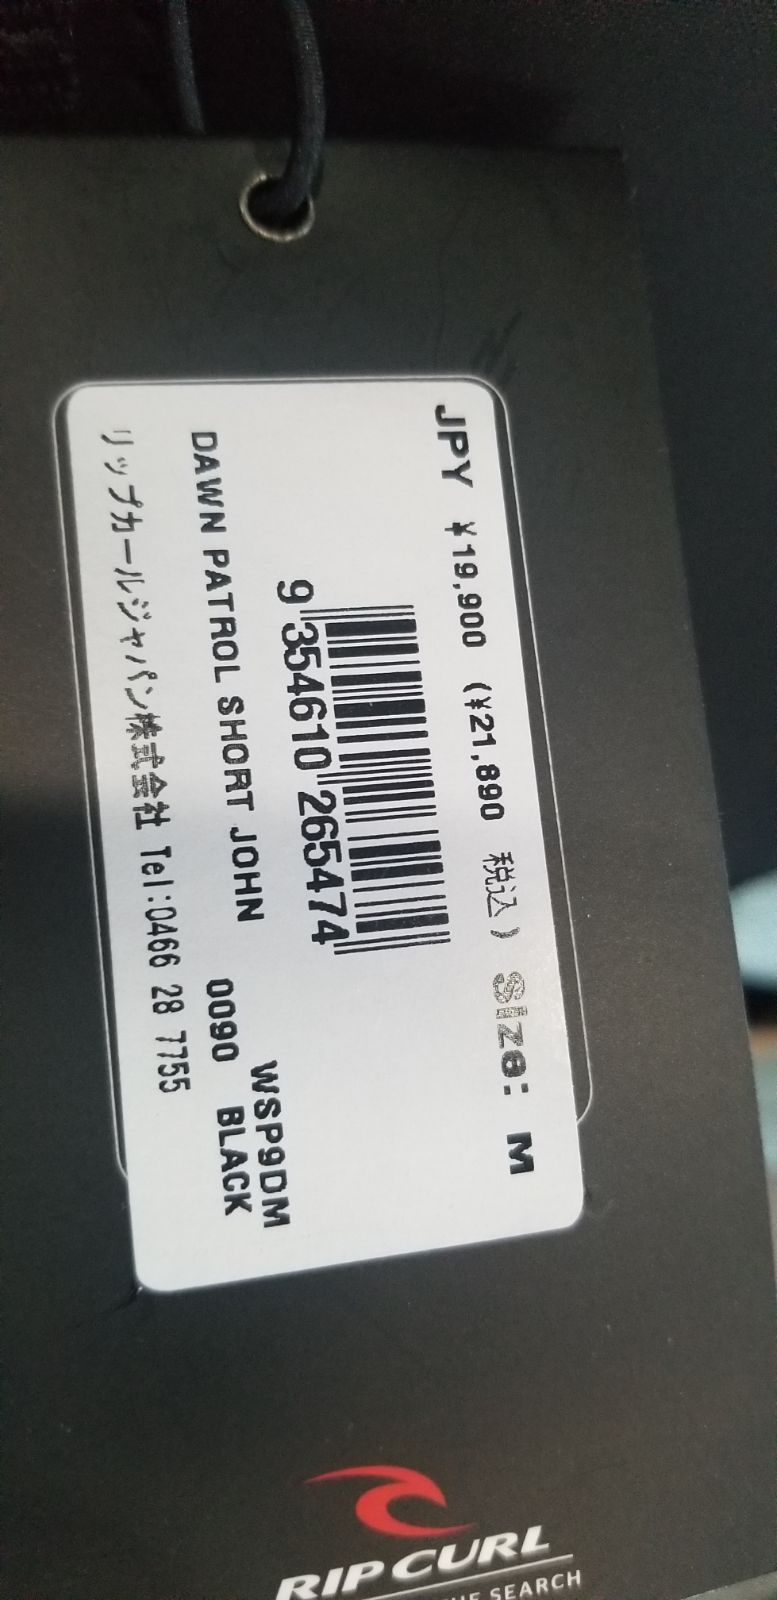 JPY ¥19,900 (¥21,890 税込) Size: M
9 354610 265474
WSP9DM
DAWN PATROL SHORT JOHN 0090 BLACK
リップカールジャパン株式会社 Tel:0466 28 7755
RIP CURL
SEARCH